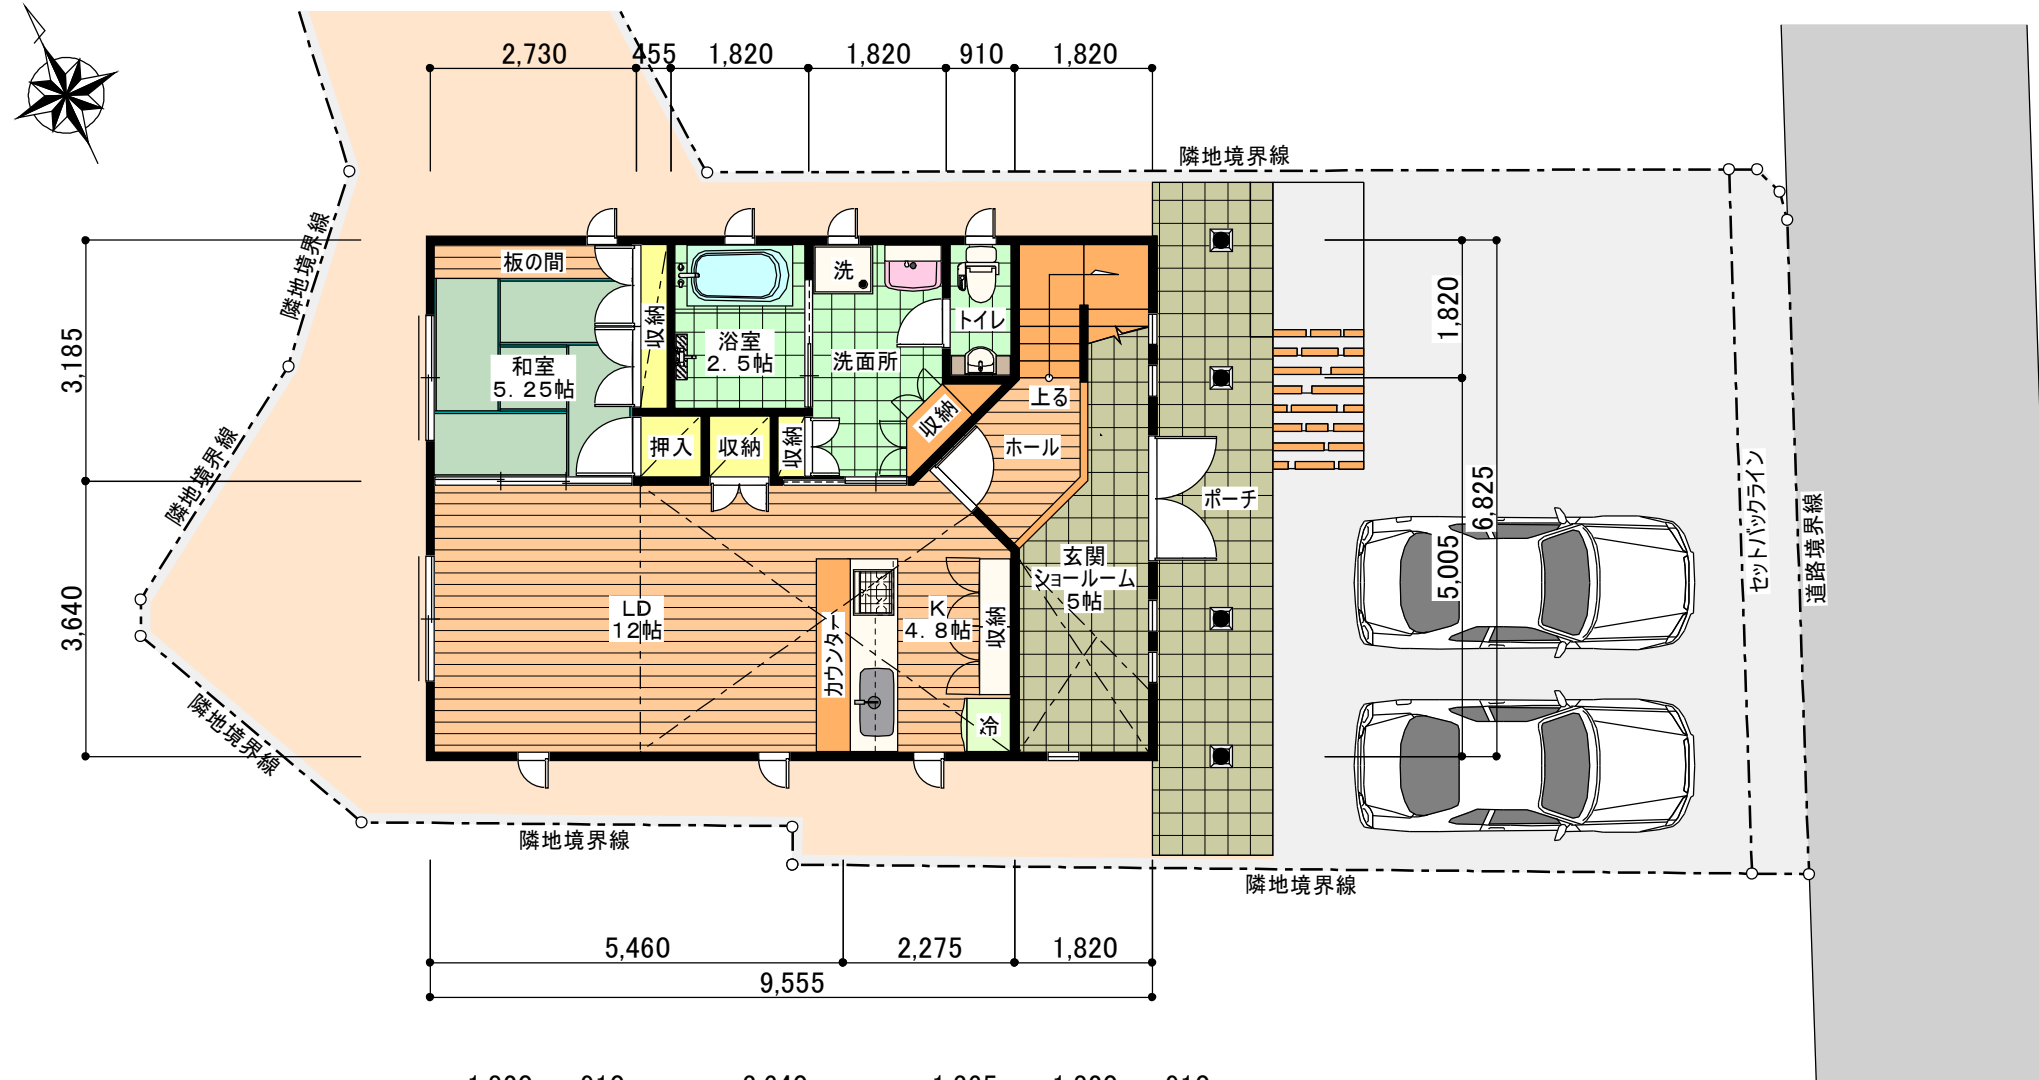 2,730
455
1,820
1,820
910
1,820
隣地境界線
隣地境界線
板の間
洗
収納
トイレ
浴室
2.5帖
洗面所
和室
5.25帖
上る
収納
押入
収納
収納
ホール
ポーチ
玄関
ショールーム
5帖
LD
12帖
カウンター
K
4.8帖
収納
冷
3,185
3,640
1,820
6,825
5,005
セットバックライン
道路境界線
隣地境界線
隣地境界線
隣地境界線
隣地境界線
5,460
2,275
1,820
9,555